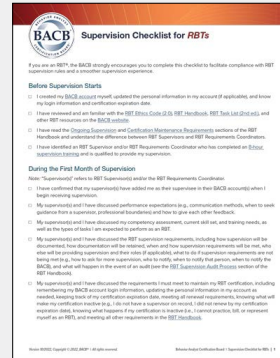 BACB
Supervision Checklist for RBTs
If you are an RBT®, the BACB strongly encourages you to complete this checklist to facilitate compliance with RBT
supervision rules and a smoother supervision experience.
Before Supervision Starts
I created my BACB account myself, updated the personal information in my account (if applicable), and know
my login information and certification expiration date.
I have reviewed and am familiar with the RBT Ethics Code (2.0), RBT Handbook, RBT Task List (2nd ed.), and
other RBT resources on the BACB website.
I have read the Ongoing Supervision and Certification Maintenance Requirements sections of the RBT
Handbook and understand the difference between RBT Supervisors and RBT Requirements Coordinators.
I have identified an RBT Supervisor and/or RBT Requirements Coordinator who has completed an 8-hour
supervision training and is qualified to provide my supervision.
During the First Month of Supervision
Note: "Supervisor(s)" refers to RBT Supervisor(s) and/or the RBT Requirements Coordinator.
I have confirmed that my supervisor(s) have added me as their supervisee in their BACB account(s) when I
begin receiving supervision.
My supervisor(s) and I have discussed performance expectations (e.g., communication methods, when to seek
guidance from a supervisor, professional boundaries) and how to give each other feedback.
My supervisor(s) and I have discussed my competency assessment, current skill set, and training needs, as
well as the types of tasks I am expected to perform as an RBT.
My supervisor(s) and I have discussed the RBT supervision requirements, including how supervision will be
documented, how documentation will be retained, when and how supervision requirements will be met, who
else will be providing supervision and their roles (if applicable), what to do if supervision requirements are not
being met (e.g., how to ask for more supervision, who to notify, when to notify that person, when to notify the
BACB), and what will happen in the event of an audit (see the RBT Supervision Audit Process section of the
RBT Handbook).
My supervisor(s) and I have discussed the requirements I must meet to maintain my RBT certification, including
remembering my BACB account login information, updating the personal information in my account as
needed, keeping track of my certification expiration date, meeting all renewal requirements, knowing what will
make my certification inactive (e.g., I do not have a supervisor on record, I did not renew by my certification
expiration date), knowing what happens if my certification is inactive (i.e., I cannot practice, bill, or represent
myself as an RBT), and meeting all other requirements in the RBT Handbook.